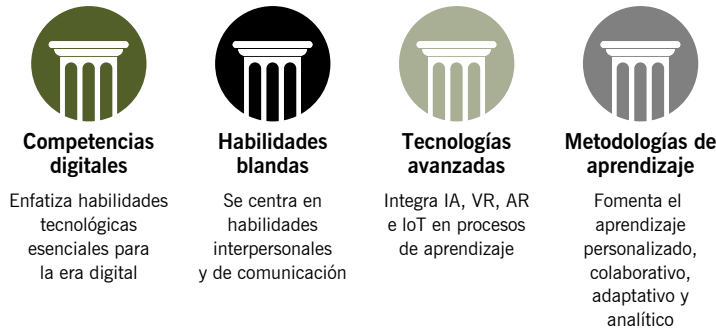 Competencias
digitales
Enfatiza habilidades
tecnológicas
esenciales para
la era digital
Habilidades
blandas
Se centra en
habilidades
interpersonales
y de comunicación
Tecnologías
avanzadas
Integra IA, VR, AR
e IoT en procesos
de aprendizaje
Metodologías de
aprendizaje
Fomenta el
aprendizaje
personalizado,
colaborativo,
adaptativo y
analítico